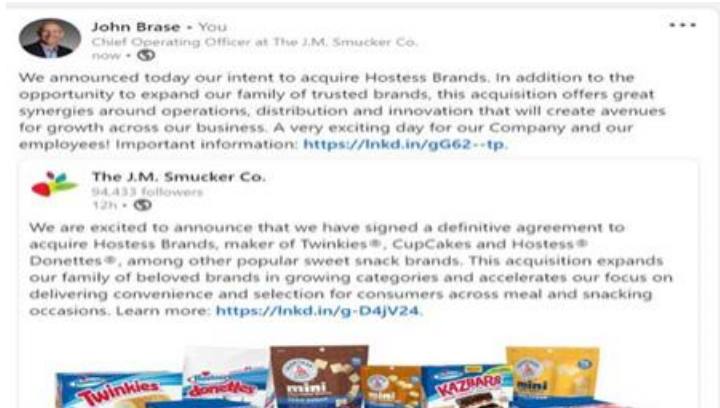 John Brase • You
Chief Operating Officer at The J.M. Smucker Co.
now •
We announced today our intent to acquire Hostess Brands. In addition to the
opportunity to expand our family of trusted brands, this acquisition offers great
synergies around operations, distribution and innovation that will create avenues
for growth across our business. A very exciting day for our Company and our
employees! Important information: https://lnkd.in/gG62--tp.
The J.M. Smucker Co.
94,433 followers
12h •
We are excited to announce that we have signed a definitive agreement to
acquire Hostess Brands, maker of Twinkies®, CupCakes and Hostess®
Donettes®, among other popular sweet snack brands. This acquisition expands
our family of beloved brands in growing categories and accelerates our focus on
delivering convenience and selection for consumers across meal and snacking
occasions. Learn more: https://lnkd.in/g-D4jV24.
Twinkies
donettes
mini
mini
KAZBARS
mini